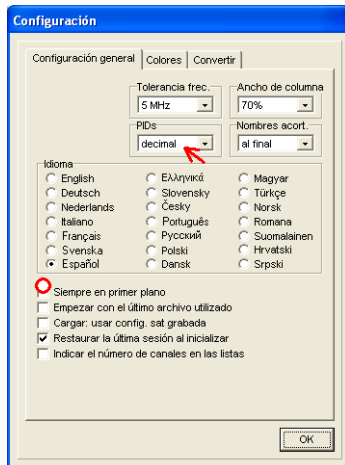 Configuración
Configuración general Colores Convertir
Tolerancia frec. Ancho de columna
5 MHz 70%
PIDs Nombres acort.
decimal al final
Idioma
English Ελληνικά Magyar
Deutsch Slovensky Türkçe
Nederlands Česky Norsk
Italiano Português Romana
Français Русский Suomalainen
Svenska Polski Hrvatski
Español Dansk Srpski
Siempre en primer plano
Empezar con el último archivo utilizado
Cargar: usar config. sat grabada
Restaurar la última sesión al inicializar
Indicar el número de canales en las listas
OK